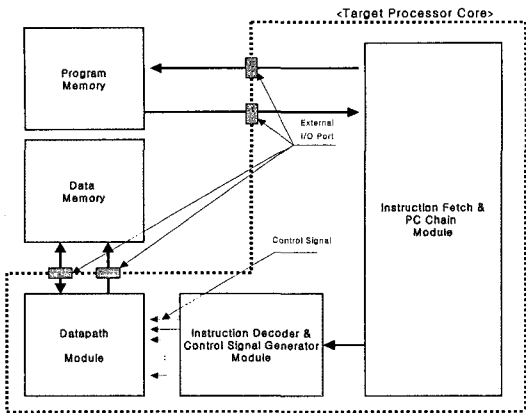 <Target Processor Core>
Program
Memory
External
I/O Port
Data
Memory
Instruction Fetch &
PC Chain
Module
Control Signal
Datapath
Module
Instruction Decoder &
Control Signal Generator
Module